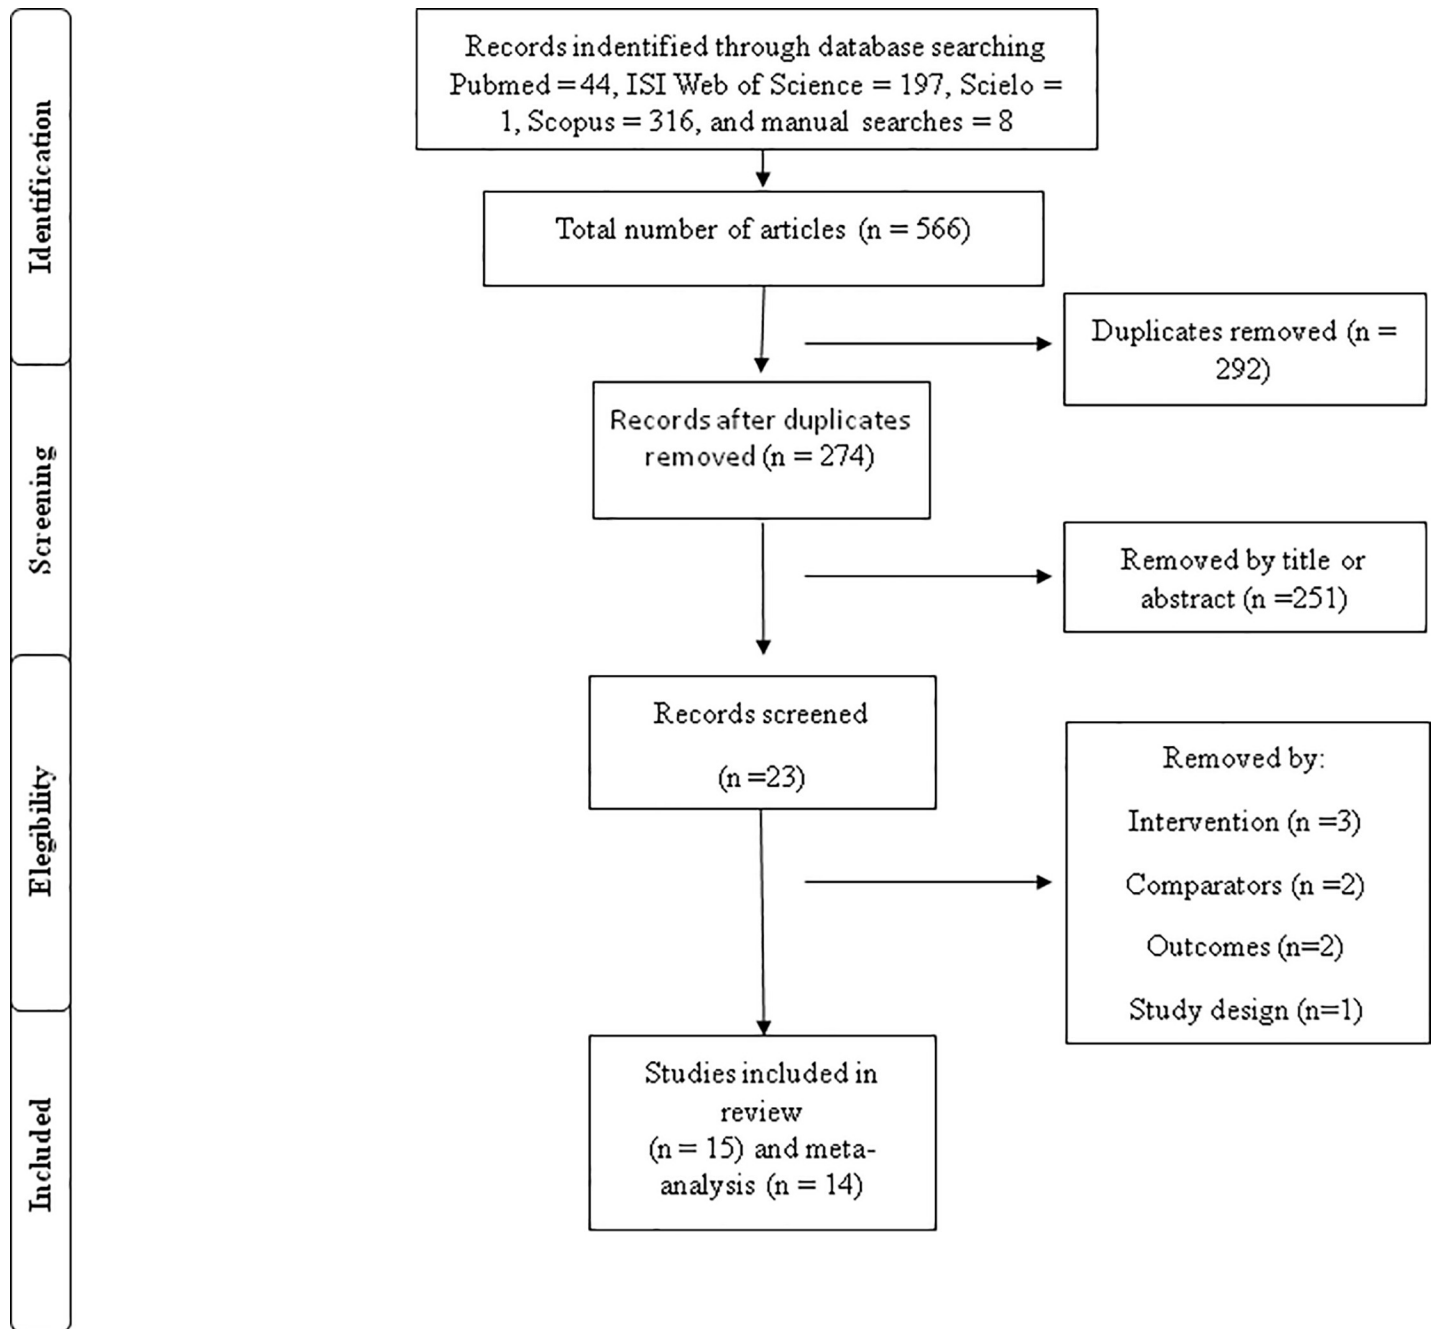 Identification
Records indentified through database searching
Pubmed = 44, ISI Web of Science = 197, Scielo =
1, Scopus = 316, and manual searches = 8
Total number of articles (n = 566)
Duplicates removed (n =
292)
Screening
Records after duplicates
removed (n = 274)
Removed by title or
abstract (n =251)
Elegibility
Records screened
(n =23)
Removed by:
Intervention (n =3)
Comparators (n =2)
Outcomes (n=2)
Study design (n=1)
Included
Studies included in
review
(n = 15) and meta-
analysis (n = 14)